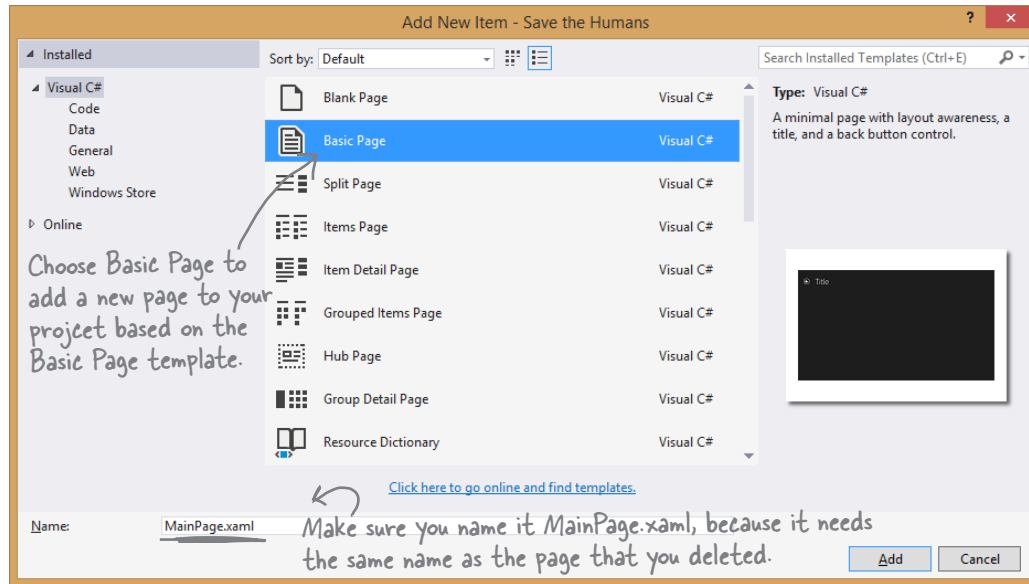 Add New Item - Save the Humans
? ×
Installed
Sort by: Default
Search Installed Templates (Ctrl+E)
Visual C#
Code
Data
General
Web
Windows Store
Online
Blank Page Visual C#
Basic Page Visual C#
Split Page Visual C#
Items Page Visual C#
Item Detail Page Visual C#
Grouped Items Page Visual C#
Hub Page Visual C#
Group Detail Page Visual C#
Resource Dictionary Visual C#
Type: Visual C#
A minimal page with layout awareness, a
title, and a back button control.
Title
Choose Basic Page to
add a new page to your
projcet based on the
Basic Page template.
Click here to go online and find templates.
Name: MainPage.xaml
Make sure you name it MainPage.xaml, because it needs
the same name as the page that you deleted.
Add Cancel